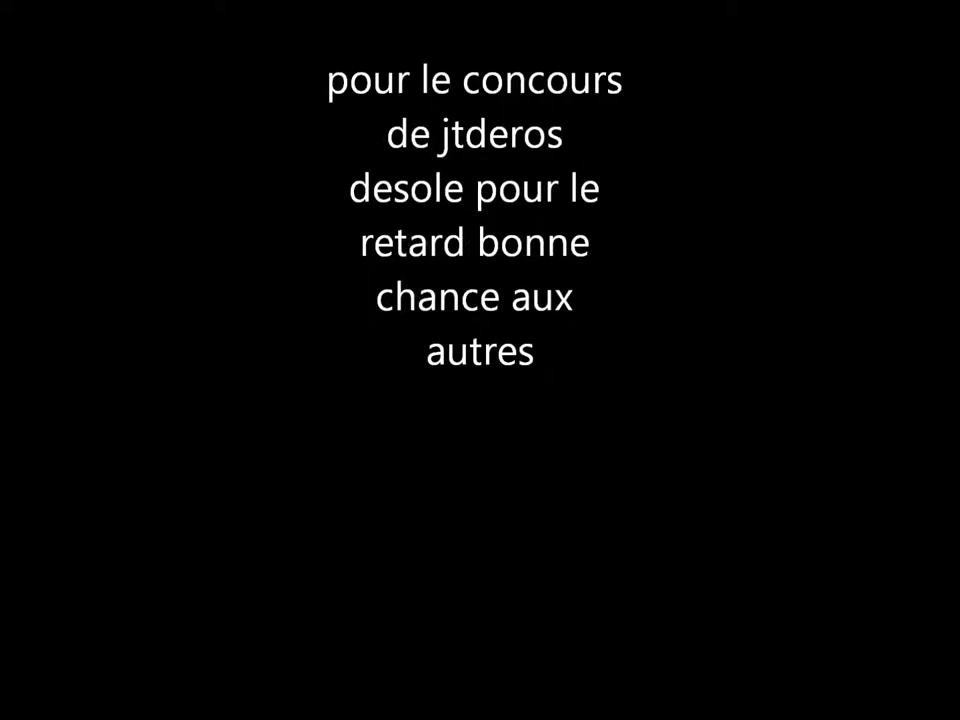 pour le concours
de jtderos
desole pour le
retard bonne
chance aux
autres